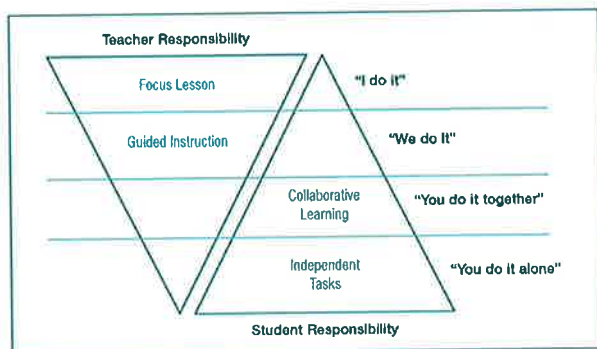 Teacher Responsibility
Focus Lesson
"I do it"
Guided Instruction
"We do it"
Collaborative
Learning
"You do it together"
Independent
Tasks
"You do it alone"
Student Responsibility